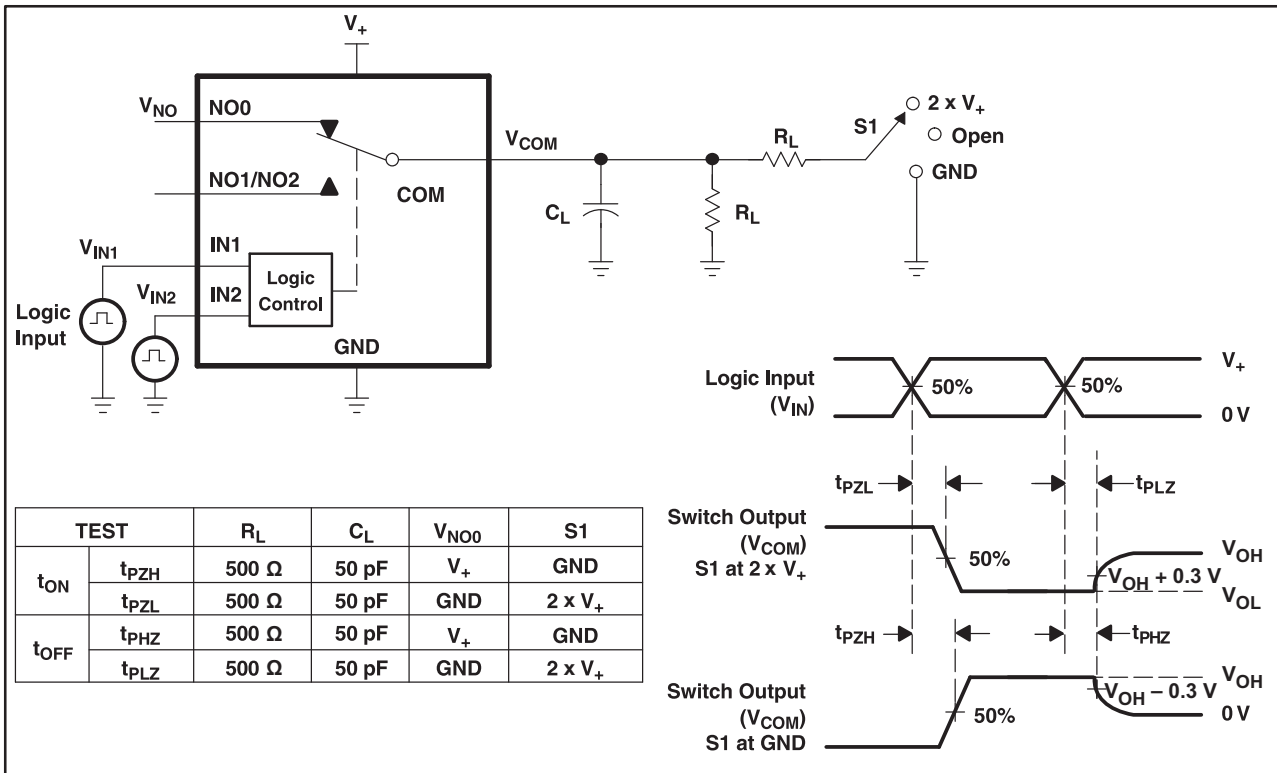 V+
VNO NO0
NO1/NO2
VCOM
COM
VIN1 IN1
VIN2 IN2
Logic
Control
Logic
Input
GND
CL
RL
RL
S1
2 x V+
Open
GND
TEST RL CL VNO0 S1
tON tPZH 500 Ω 50 pF V+ GND
tPZL 500 Ω 50 pF GND 2 x V+
tOFF tPHZ 500 Ω 50 pF V+ GND
tPLZ 500 Ω 50 pF GND 2 x V+
Logic Input
(VIN)
50% 50%
V+
0 V
tPZL tPLZ
Switch Output
(VCOM)
S1 at 2 x V+
50%
VOH
VOH + 0.3 V
VOL
tPZH tPHZ
Switch Output
(VCOM)
S1 at GND
50%
VOH
VOH – 0.3 V
0 V